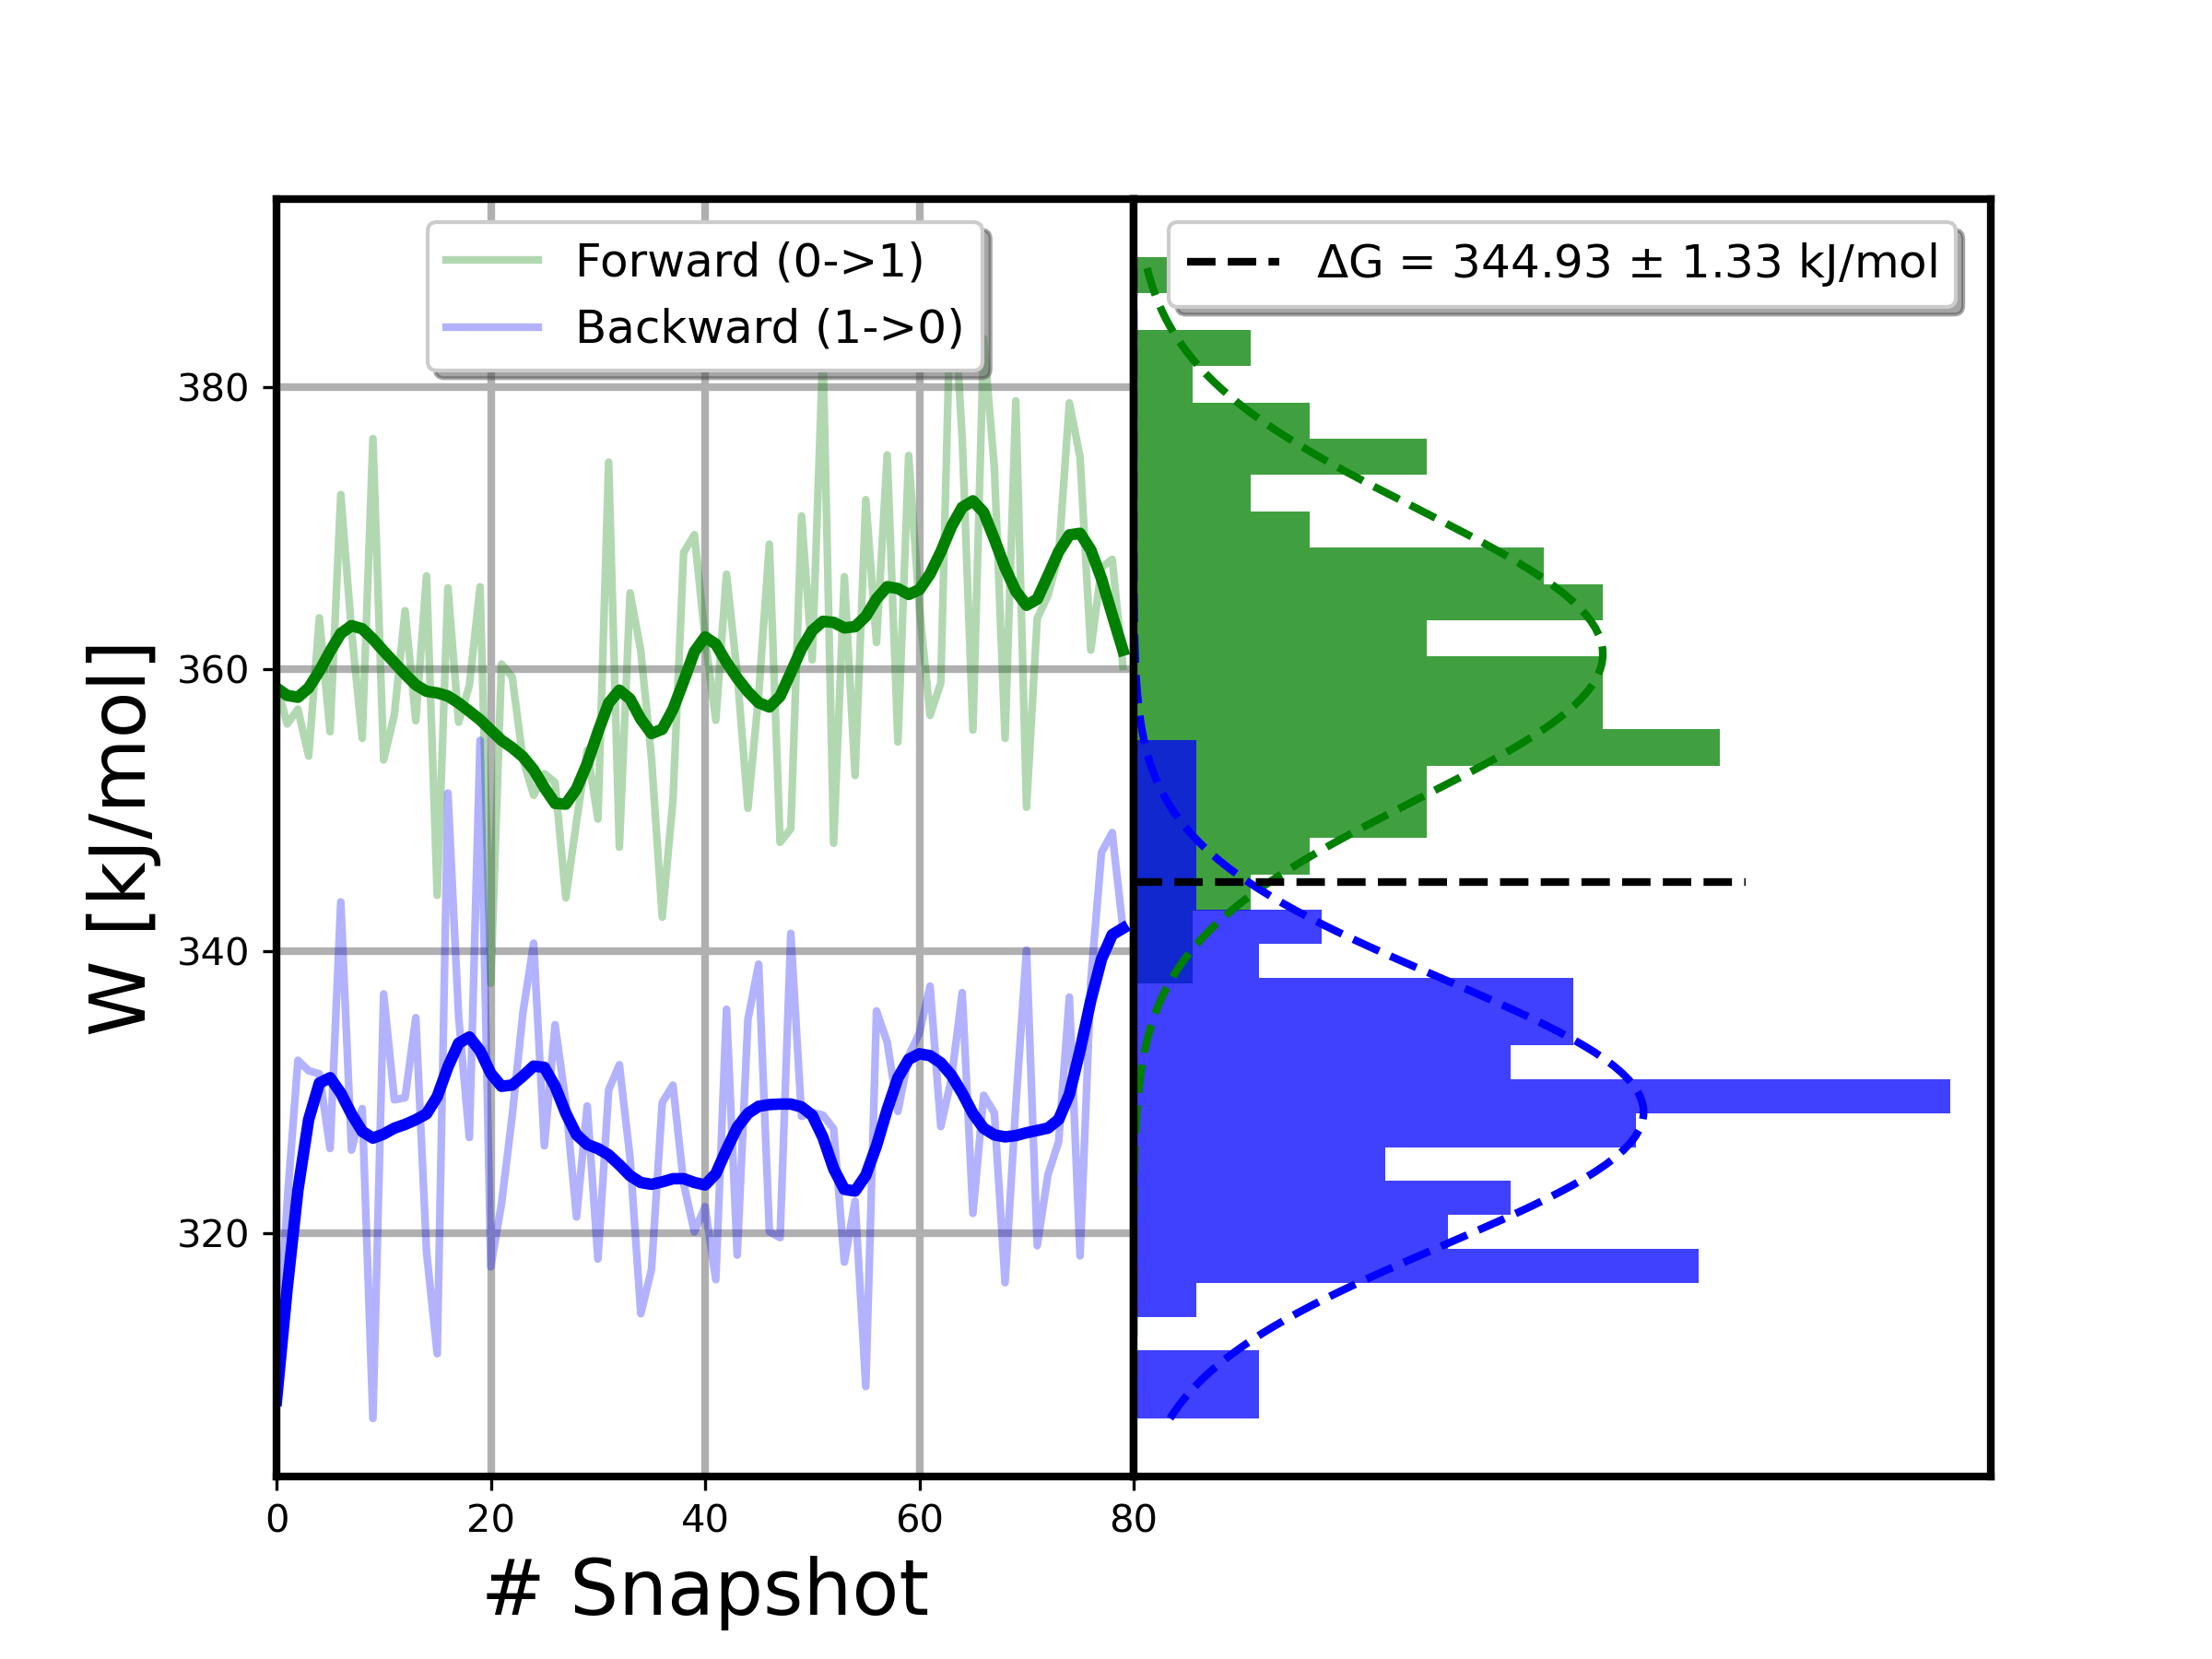 Forward (0->1)
Backward (1->0)
ΔG = 344.93 ± 1.33 kJ/mol
380
360
340
320
W [kJ/mol]
0 20 40 60 80
# Snapshot